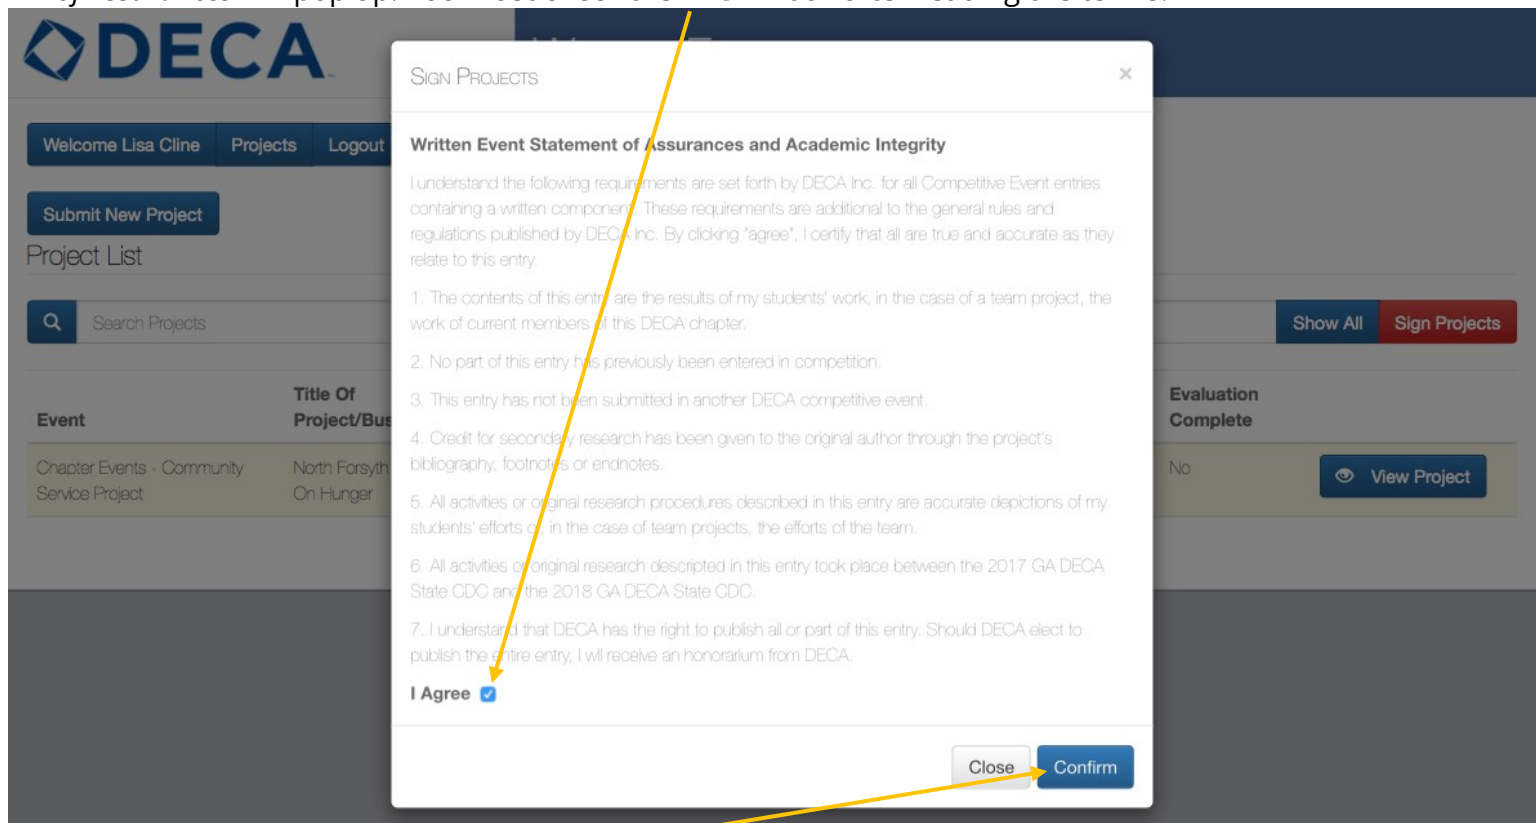 DECA
SIGN PROJECTS ×
Welcome Lisa Cline Projects Logout
Submit New Project
Project List
Search Projects
Show All Sign Projects
Event
Title Of
Project/Bus
Evaluation
Complete
Chapter Events - Community
Service Project
North Forsyth
On Hunger
No
View Project
Written Event Statement of Assurances and Academic Integrity
I understand the following requirements are set forth by DECA Inc. for all Competitive Event entries
containing a written component. These requirements are additional to the general rules and
regulations published by DECA Inc. By clicking "agree", I certify that all are true and accurate as they
relate to this entry.
1. The contents of this entry are the results of my students' work, in the case of a team project, the
work of current members of this DECA chapter.
2. No part of this entry has previously been entered in competition.
3. This entry has not been submitted in another DECA competitive event.
4. Credit for secondary research has been given to the original author through the project's
bibliography, footnotes or endnotes.
5. All activities or original research procedures described in this entry are accurate depictions of my
students' efforts or, in the case of team projects, the efforts of the team.
6. All activities or original research descripted in this entry took place between the 2017 GA DECA
State CDC and the 2018 GA DECA State CDC.
7. I understand that DECA has the right to publish all or part of this entry. Should DECA elect to
publish the entire entry, I will receive an honorarium from DECA.
I Agree
Close Confirm